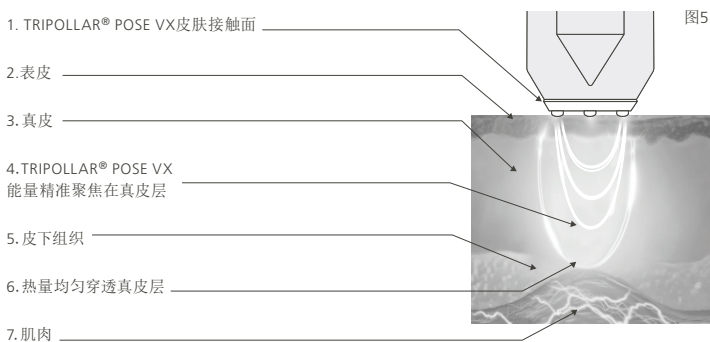 图5
1. TRIPOLLAR® POSE VX皮肤接触面
2.表皮
3.真皮
4.TRIPOLLAR® POSE VX
能量精准聚焦在真皮层
5.皮下组织
6.热量均匀穿透真皮层
7.肌肉